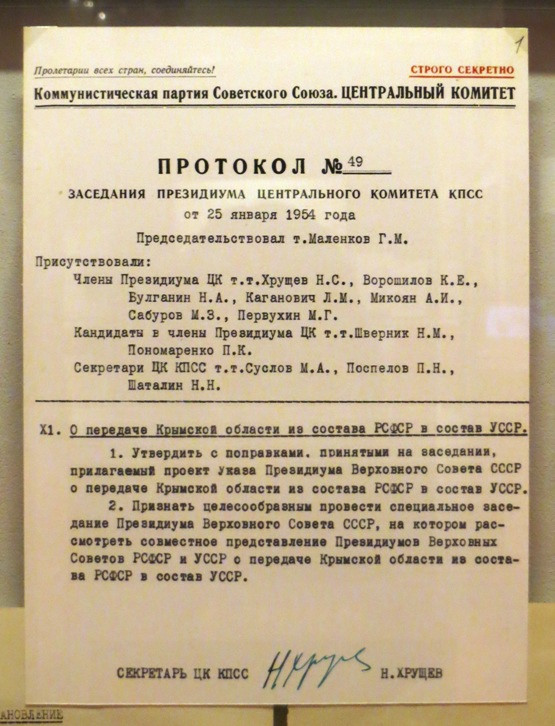 1
Пролетарии всех стран, соединяйтесь!
СТРОГО СЕКРЕТНО
Коммунистическая партия Советского Союза. ЦЕНТРАЛЬНЫЙ КОМИТЕТ
ПРОТОКОЛ № 49
ЗАСЕДАНИЯ ПРЕЗИДИУМА ЦЕНТРАЛЬНОГО КОМИТЕТА КПСС
от 25 января 1954 года
Председательствовал т.Маленков Г.М.
Присутствовали:
Члены Президиума ЦК т.т.Хрущев Н.С., Ворошилов К.Е.,
Булганин Н.А., Каганович Л.М., Микоян А.И.,
Сабуров М.З., Первухин М.Г.
Кандидаты в члены Президиума ЦК т.т.Шверник Н.М.,
Пономаренко П.К.
Секретари ЦК КПСС т.т.Суслов М.А., Поспелов П.Н.,
Шаталин Н.Н.
X1. О передаче Крымской области из состава РСФСР в состав УССР.
1. Утвердить с поправками, принятыми на заседании,
прилагаемый проект Указа Президиума Верховного Совета СССР
о передаче Крымской области из состава РСФСР в состав УССР.
2. Признать целесообразным провести специальное засе-
дание Президиума Верховного Совета СССР, на котором рас-
смотреть совместное представление Президиумов Верховных
Советов РСФСР и УССР о передаче Крымской области из соста-
ва РСФСР в состав УССР.
СЕКРЕТАРЬ ЦК КПСС Н.Хрущев Н.ХРУЩЕВ
АНОВЛЕНИЕ